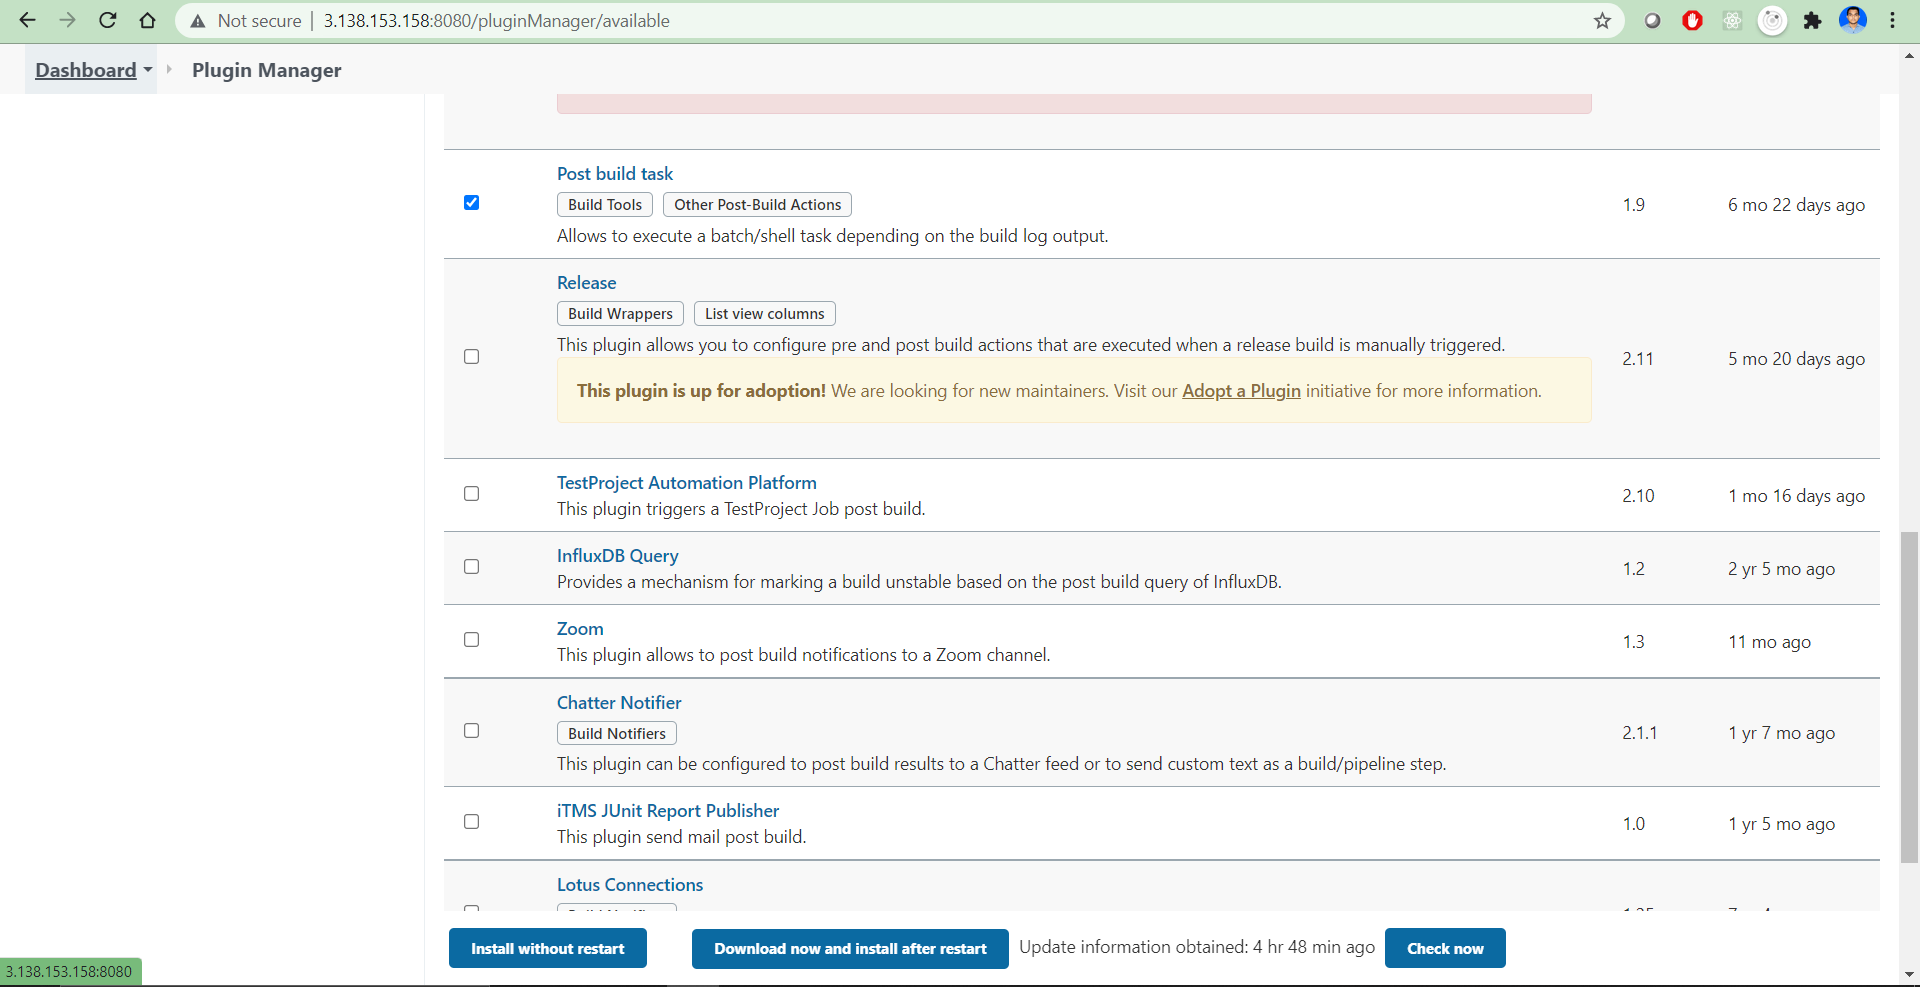 Not secure | 3.138.153.158:8080/pluginManager/available
Dashboard Plugin Manager
Post build task
Build Tools Other Post-Build Actions
1.9 6 mo 22 days ago
Allows to execute a batch/shell task depending on the build log output.
Release
Build Wrappers List view columns
This plugin allows you to configure pre and post build actions that are executed when a release build is manually triggered.
2.11 5 mo 20 days ago
This plugin is up for adoption! We are looking for new maintainers. Visit our Adopt a Plugin initiative for more information.
TestProject Automation Platform
2.10 1 mo 16 days ago
This plugin triggers a TestProject Job post build.
InfluxDB Query
1.2 2 yr 5 mo ago
Provides a mechanism for marking a build unstable based on the post build query of InfluxDB.
Zoom
1.3 11 mo ago
This plugin allows to post build notifications to a Zoom channel.
Chatter Notifier
Build Notifiers
2.1.1 1 yr 7 mo ago
This plugin can be configured to post build results to a Chatter feed or to send custom text as a build/pipeline step.
iTMS JUnit Report Publisher
1.0 1 yr 5 mo ago
This plugin send mail post build.
Lotus Connections
Install without restart Download now and install after restart Update information obtained: 4 hr 48 min ago Check now
3.138.153.158:8080